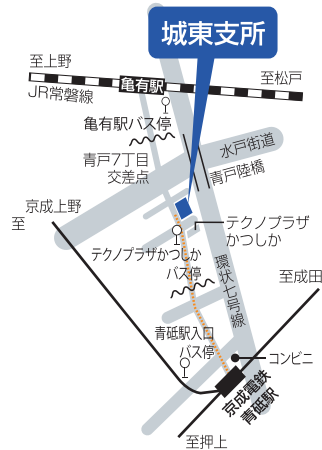 城東支所
至上野
亀有駅
至松戸
JR常磐線
亀有駅バス停
水戸街道
青戸7丁目
交差点
青戸陸橋
京成上野
至
テクノプラザ
かつしか
テクノプラザかつしか
バス停
環状七号線
至成田
青砥駅入口
バス停
コンビニ
京成電鉄
青砥駅
至押上